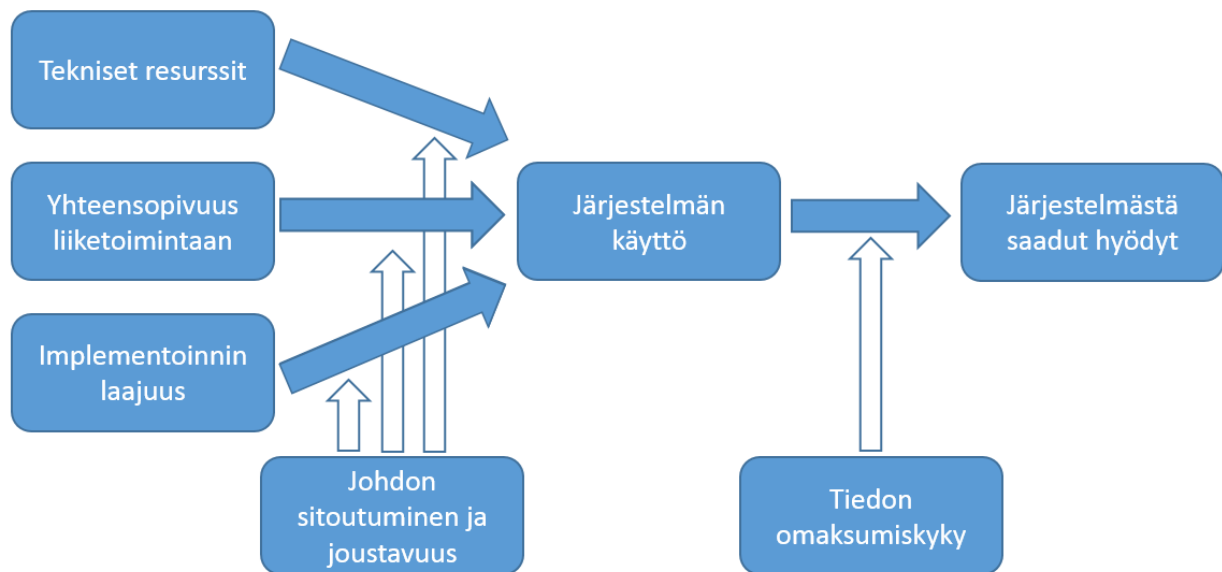 Tekniset resurssit
Yhteensopivuus
liiketoimintaan
Implementoinnin
laajuus
Järjestelmän
käyttö
Järjestelmästä
saadut hyödyt
Johdon
sitoutuminen ja
joustavuus
Tiedon
omaksumiskyky